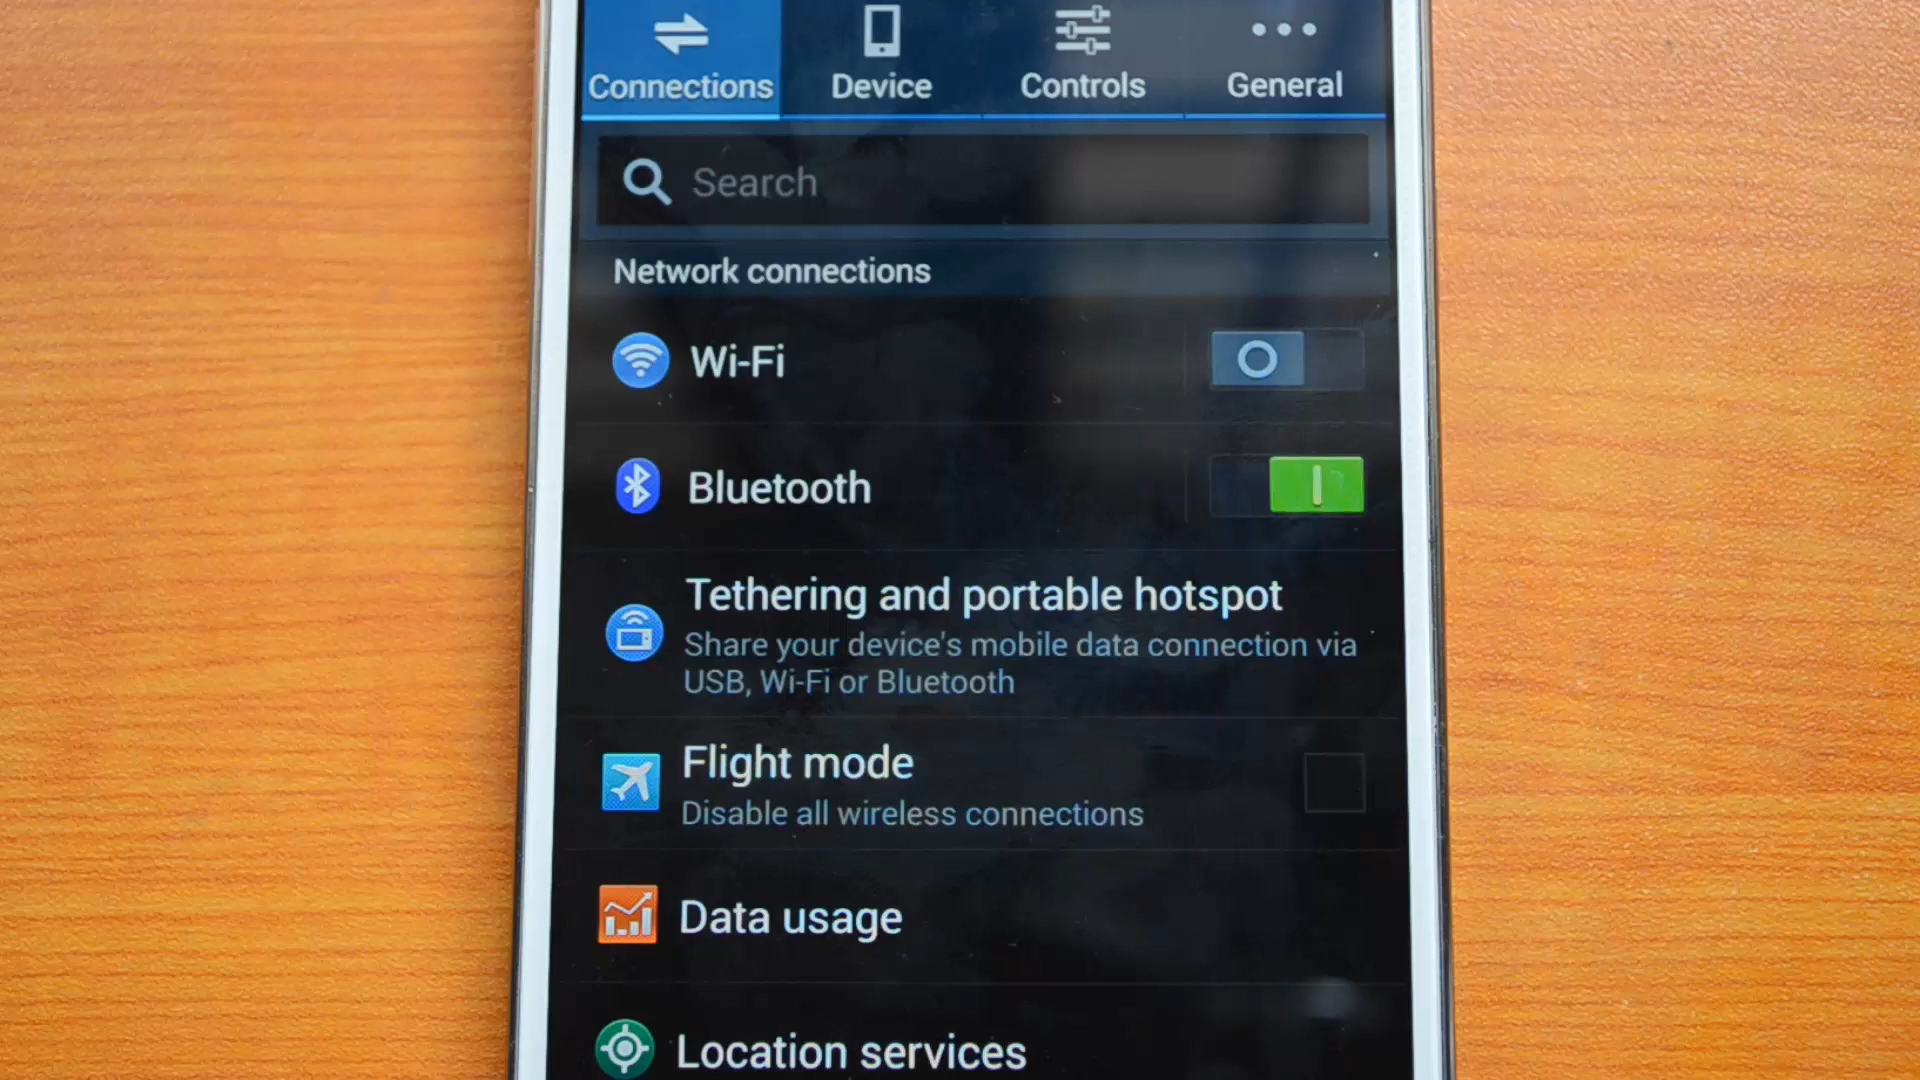 Connections Device Controls General
Search
Network connections
Wi-Fi
Bluetooth
Tethering and portable hotspot
Share your device's mobile data connection via
USB, Wi-Fi or Bluetooth
Flight mode
Disable all wireless connections
Data usage
Location services